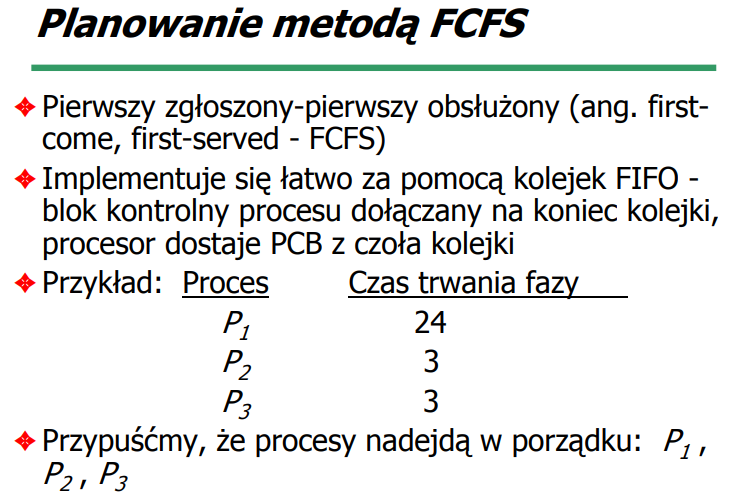 Planowanie metodą FCFS
Pierwszy zgłoszony-pierwszy obsłużony (ang. first-
come, first-served - FCFS)
Implementuje się łatwo za pomocą kolejek FIFO -
blok kontrolny procesu dołączany na koniec kolejki,
procesor dostaje PCB z czoła kolejki
Przykład: Proces Czas trwania fazy
P1 24
P2 3
P3 3
Przypuśćmy, że procesy nadejdą w porządku: P1 ,
P2 , P3